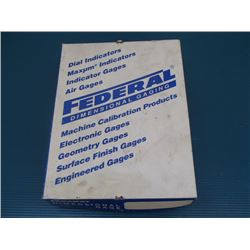 Dial Indicators
Maxμm® Indicators
Indicator Gages
Air Gages
FEDERAL
DIMENSIONAL GAGING
Machine Calibration Products
Electronic Gages
Geometry Gages
Surface Finish Gages
Engineered Gages